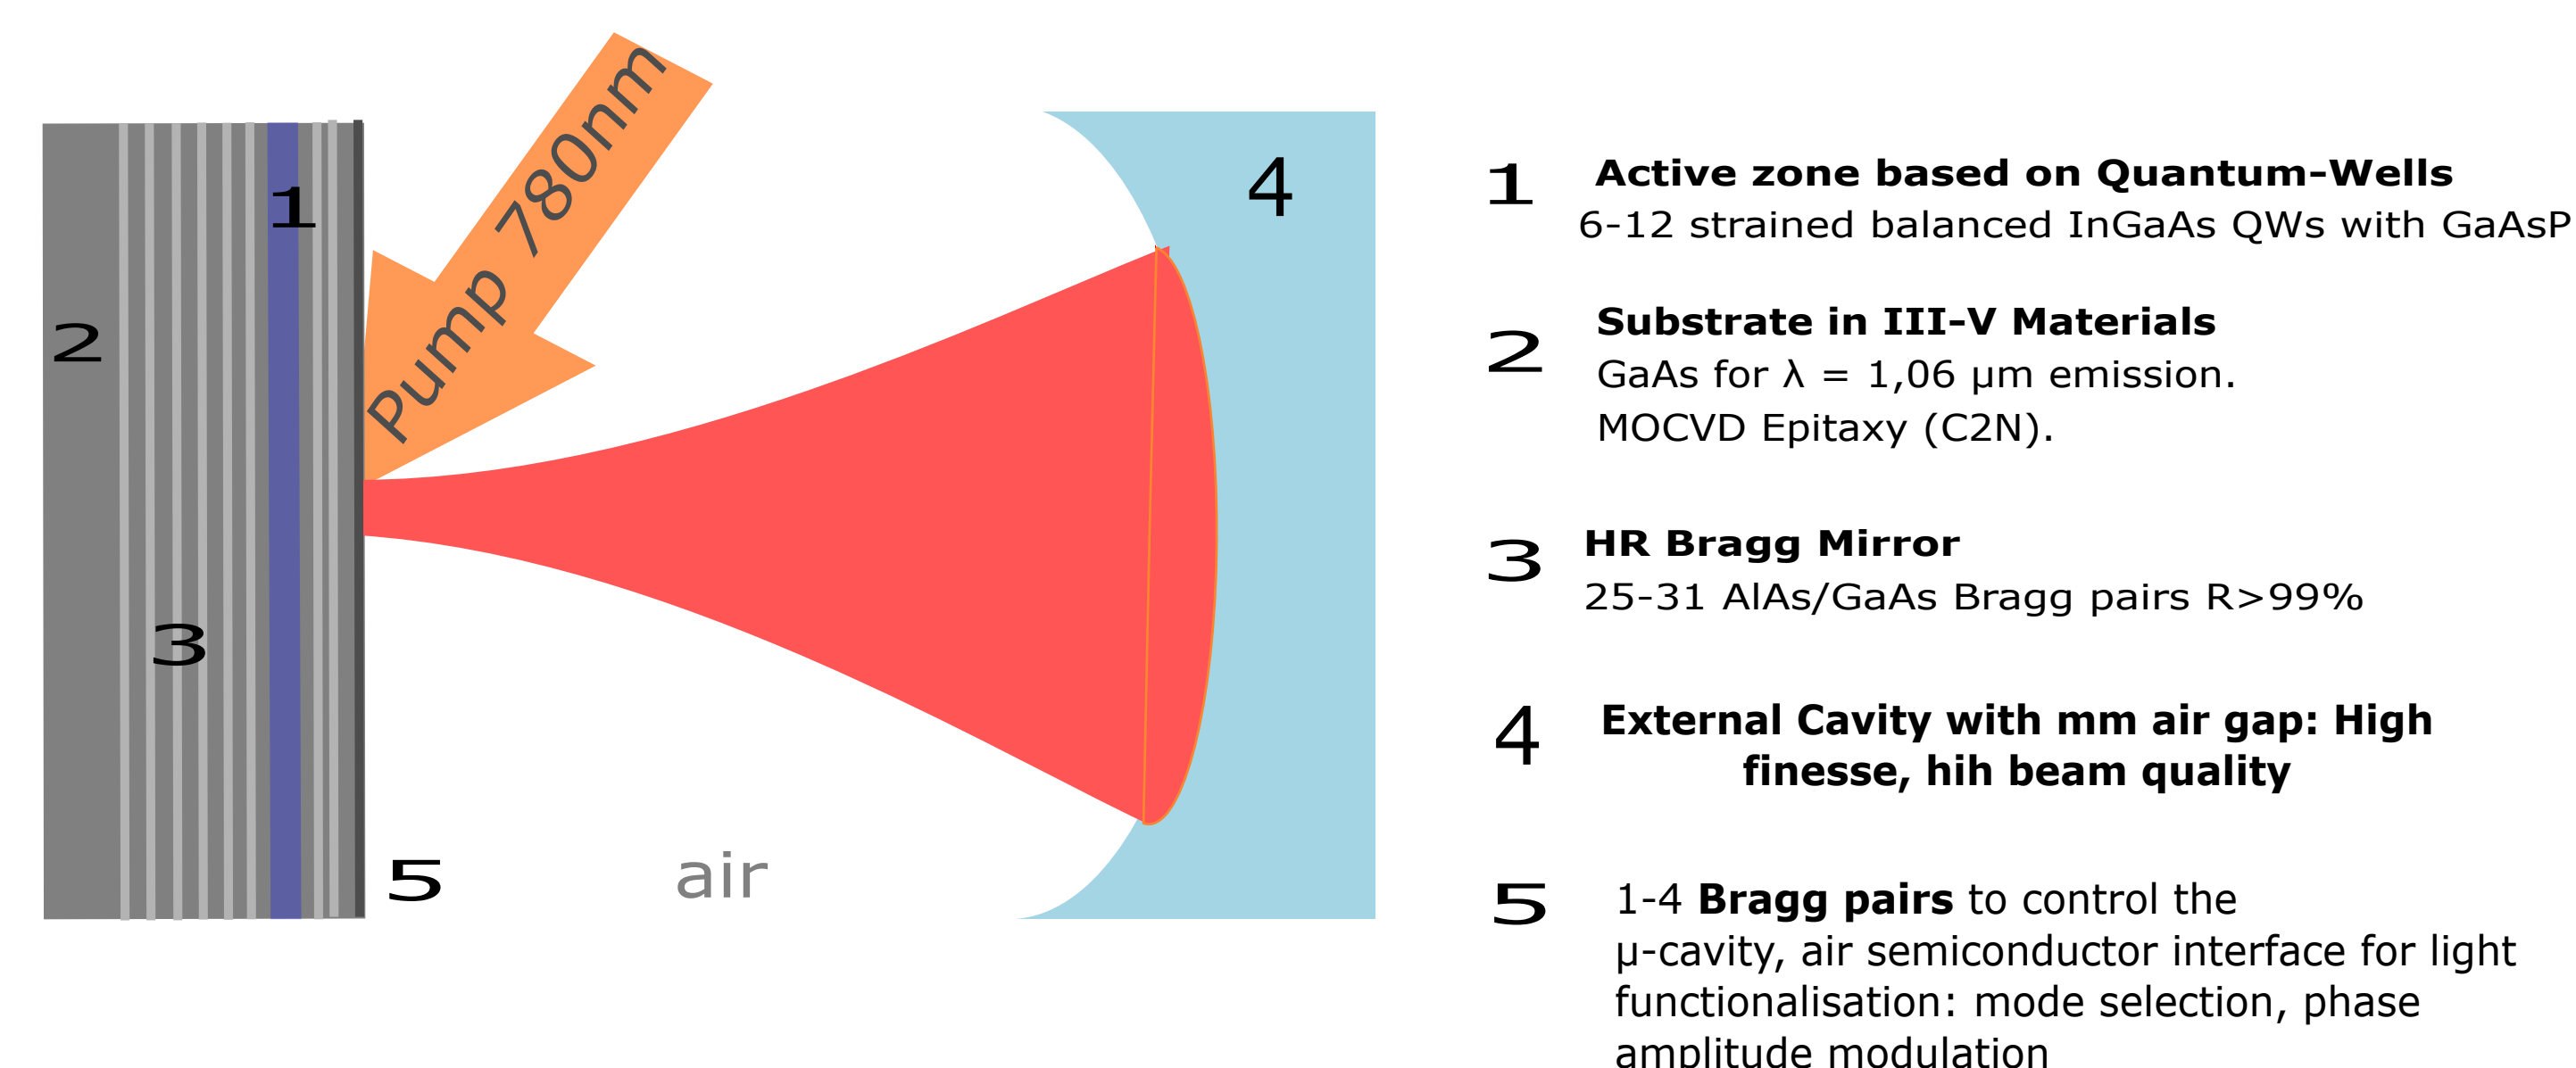 Pump 780nm
1
2
3
4
5
air
1
Active zone based on Quantum-Wells
6-12 strained balanced InGaAs QWs with GaAsP
2
Substrate in III-V Materials
GaAs for λ = 1,06 µm emission.
MOCVD Epitaxy (C2N).
3
HR Bragg Mirror
25-31 AlAs/GaAs Bragg pairs R>99%
4
External Cavity with mm air gap: High
finesse, hih beam quality
5
1-4 Bragg pairs to control the
µ-cavity, air semiconductor interface for light
functionalisation: mode selection, phase
amplitude modulation